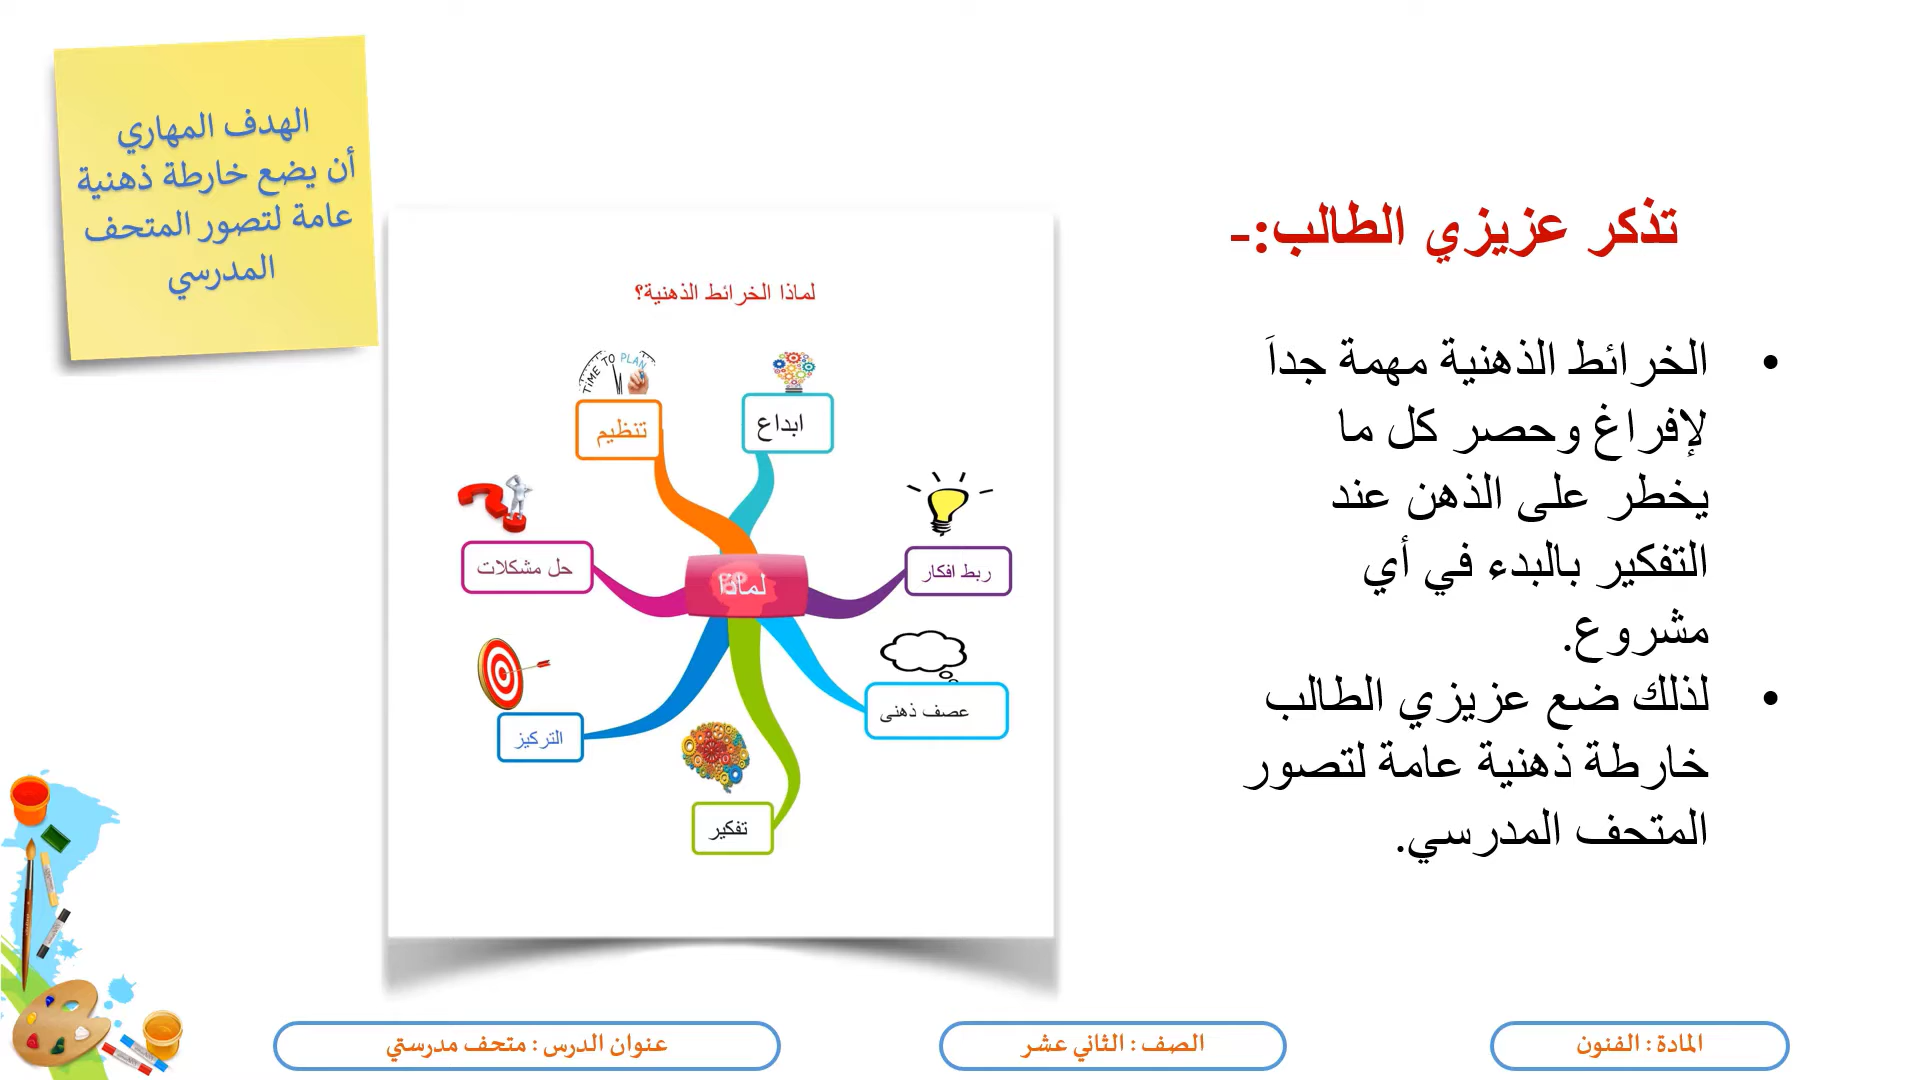 الهدف المهاري
أن يضع خارطة ذهنية
عامة لتصور المتحف
المدرسي
تذكر عزيزي الطالب:-
• الخرائط الذهنية مهمة جداَ
لإفراغ وحصر كل ما
يخطر على الذهن عند
التفكير بالبدء في أي
مشروع.
• لذلك ضع عزيزي الطالب
خارطة ذهنية عامة لتصور
المتحف المدرسي.
لماذا الخرائط الذهنية؟
TIME TO PLAN
ابداع
تنظيم
ربط افكار
حل مشكلات
لماذا
عصف ذهنى
التركيز
تفكير
المادة : الفنون
الصف : الثاني عشر
عنوان الدرس : متحف مدرستي